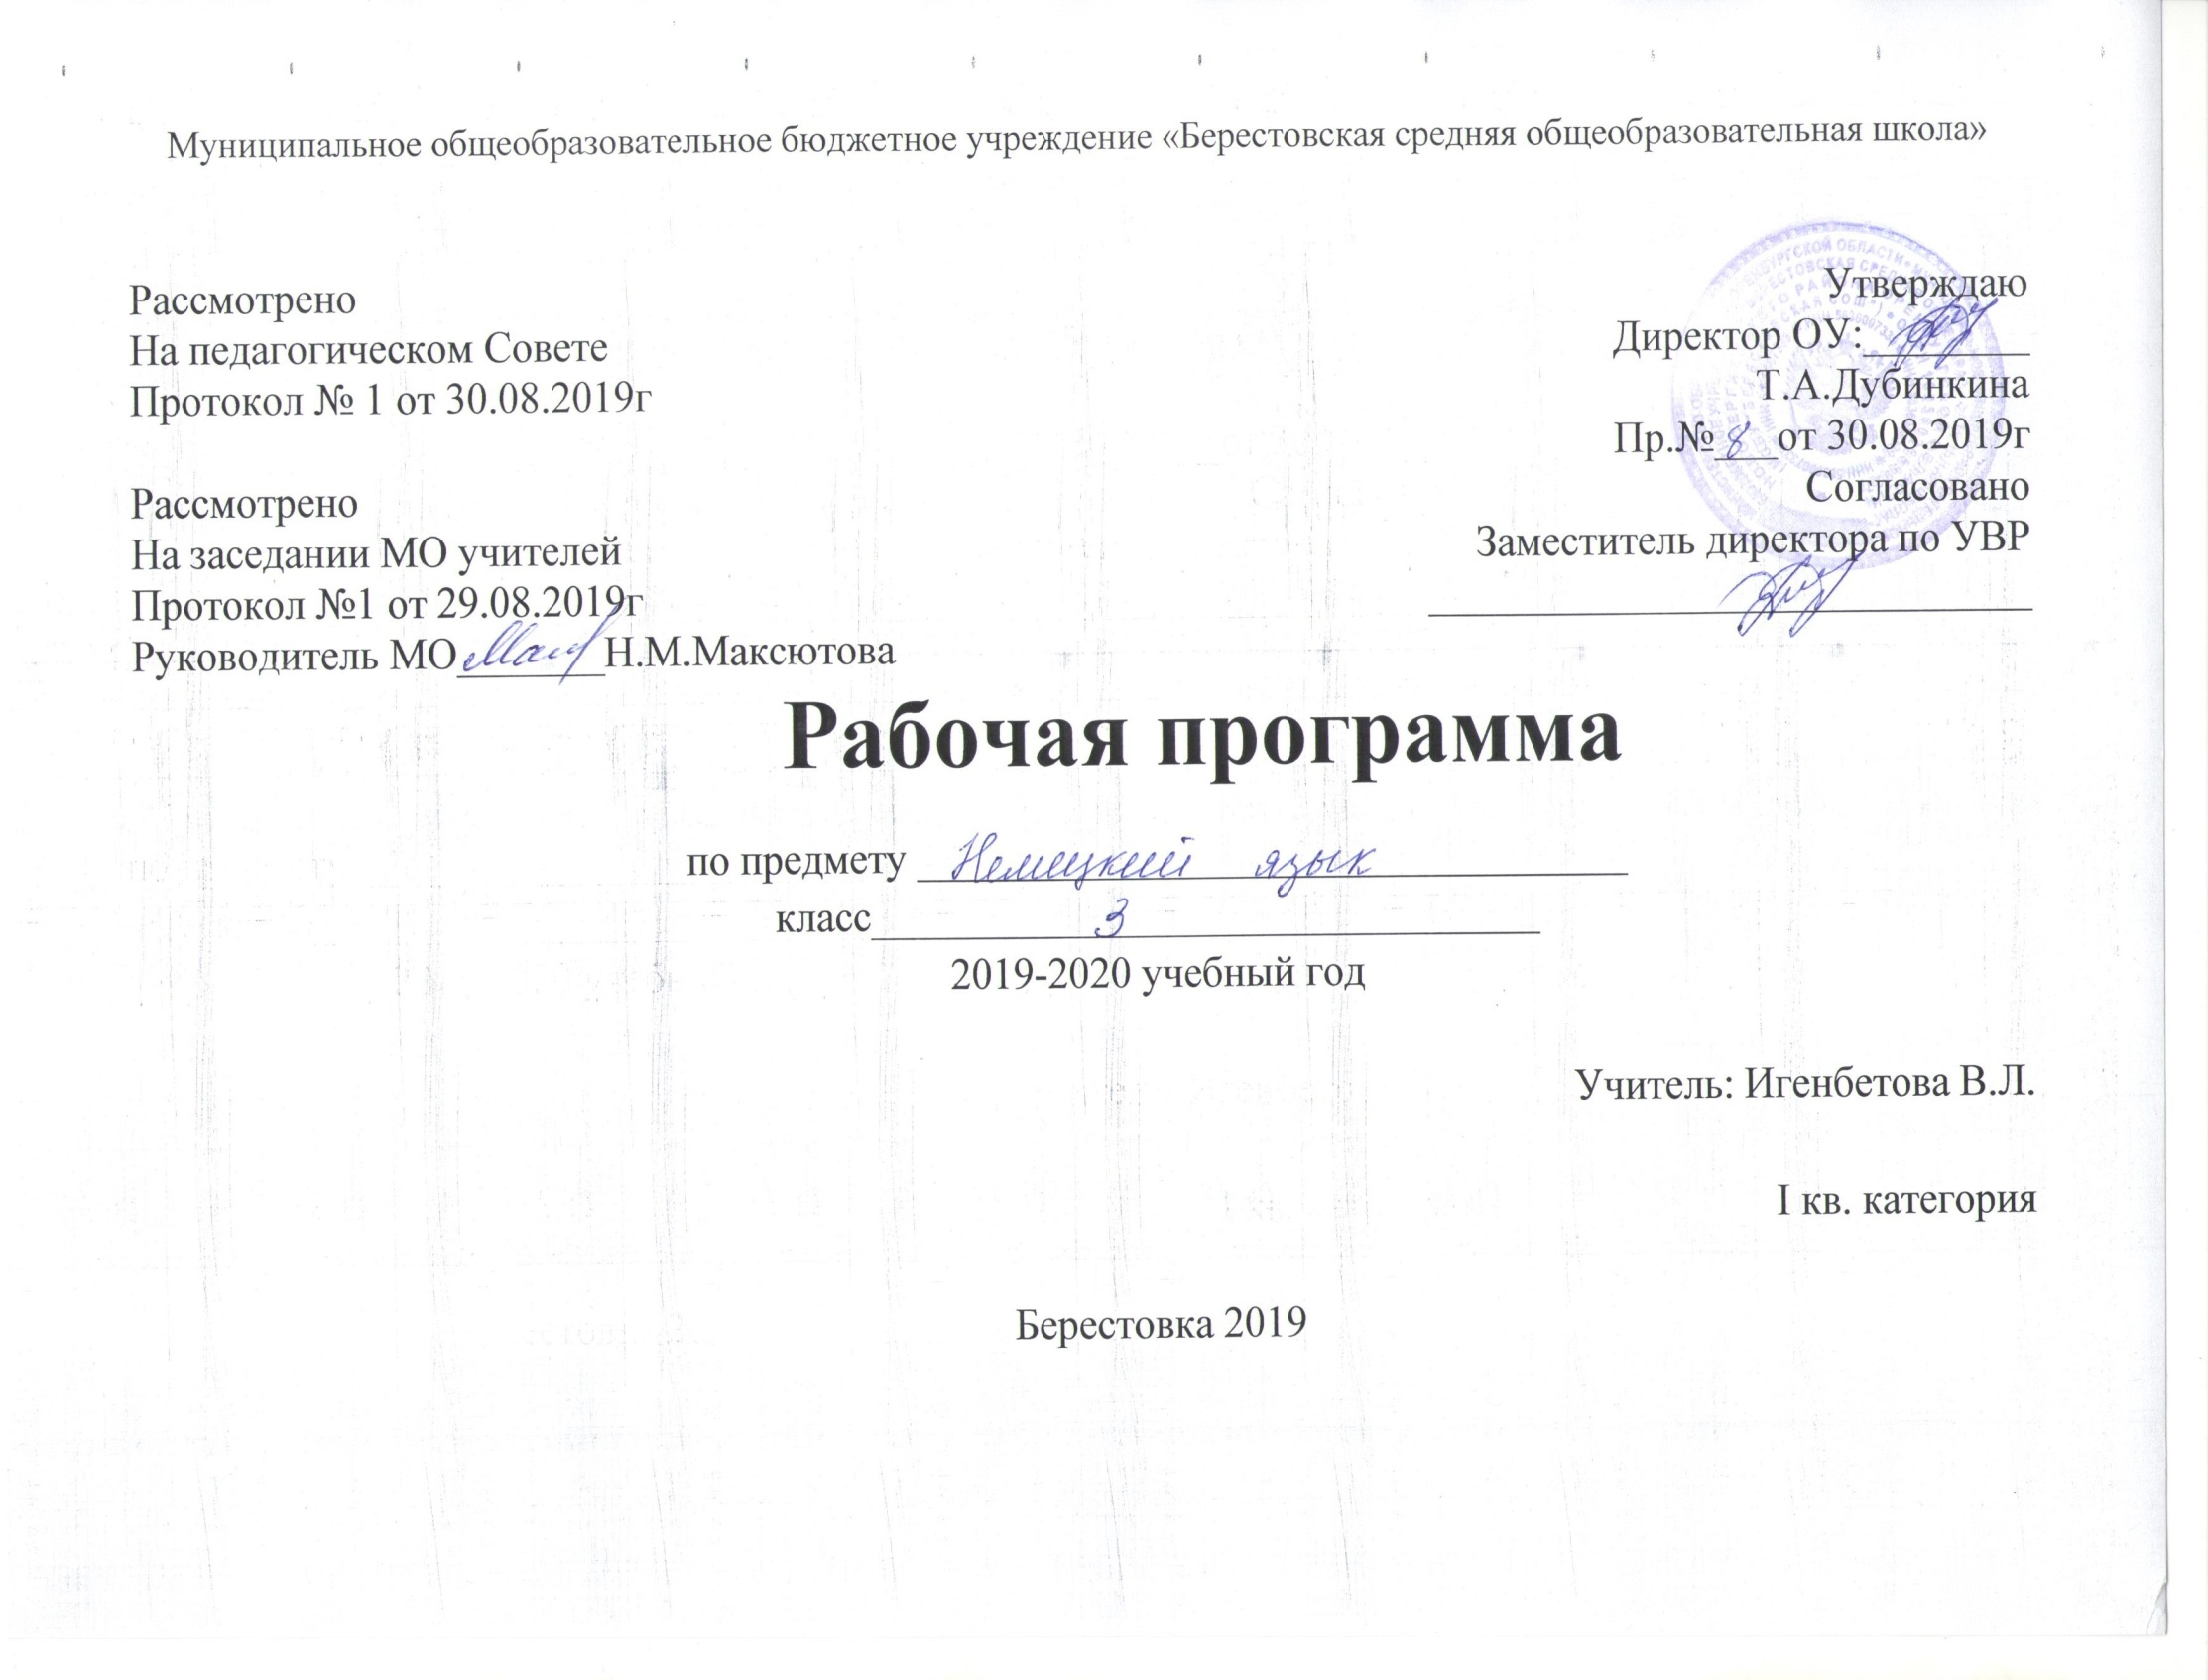 Муниципальное общеобразовательное бюджетное учреждение «Берестовская средняя общеобразовательная школа»
Рассмотрено
На педагогическом Совете
Протокол № 1 от 30.08.2019г
Рассмотрено
На заседании МО учителей
Протокол №1 от 29.08.2019г
Руководитель МО_______Н.М.Максютова
Утверждаю
Директор ОУ:________
Т.А.Дубинкина
Пр.№ 8 от 30.08.2019г
Согласовано
Заместитель директора по УВР
Рабочая программа
по предмету Немецкий язык
класс 3
2019-2020 учебный год
Учитель: Игенбетова В.Л.
I кв. категория
Берестовка 2019